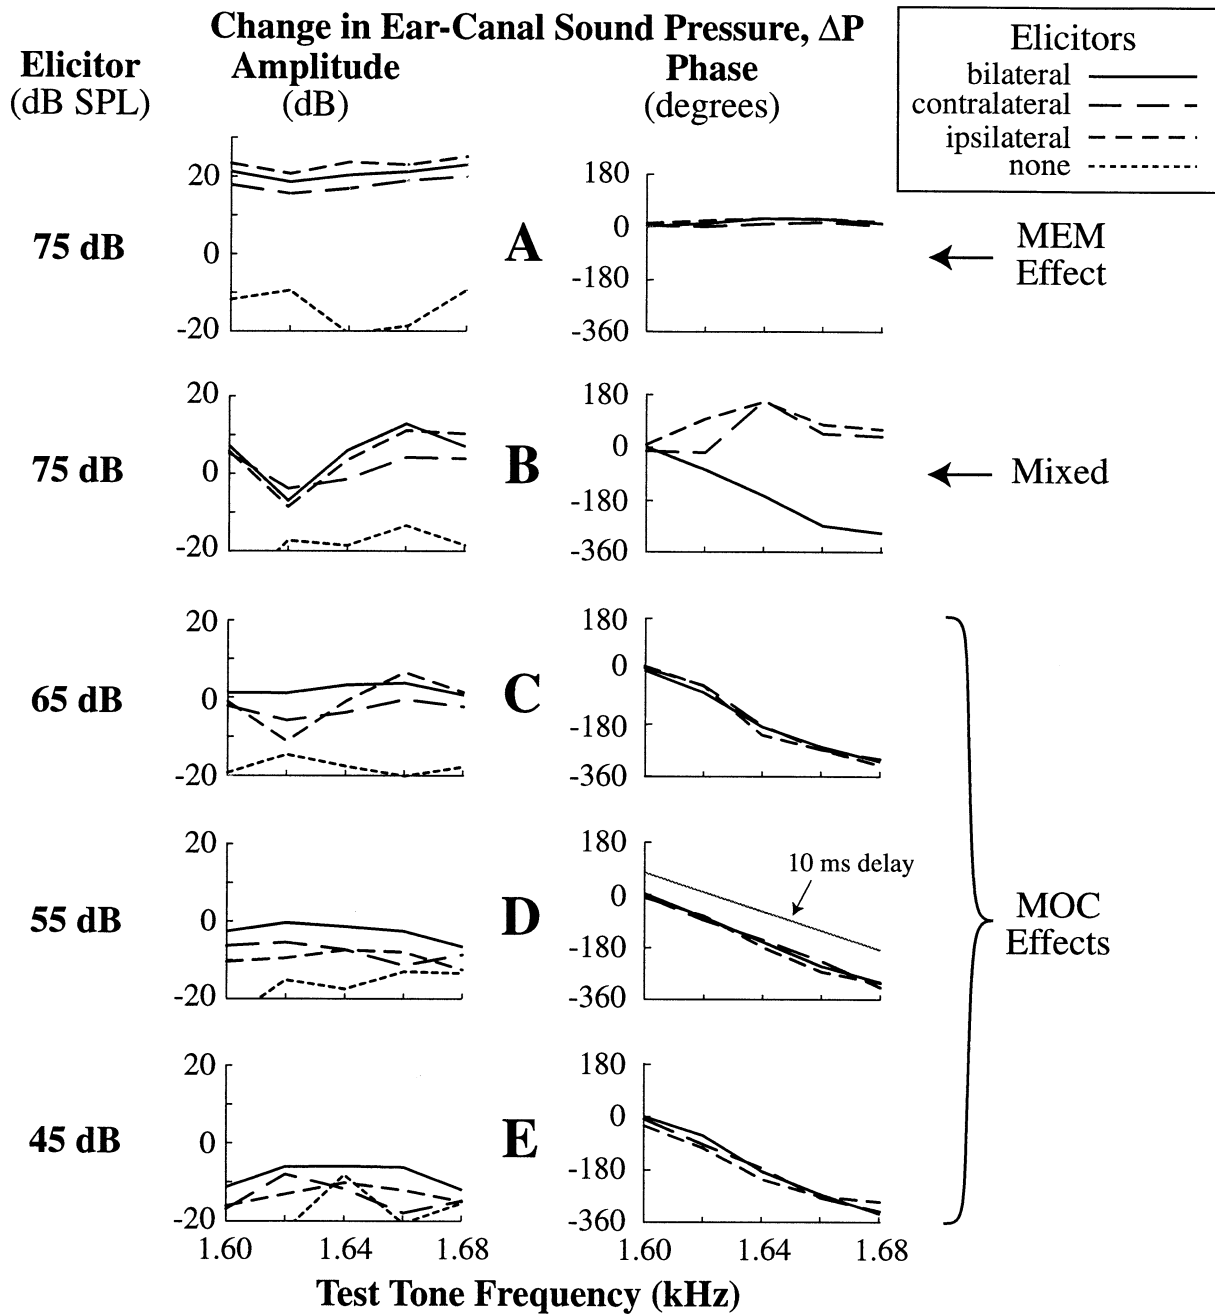 Change in Ear-Canal Sound Pressure, ΔP
Elicitor
(dB SPL)
Amplitude
(dB)
Phase
(degrees)
Elicitors
bilateral
contralateral
ipsilateral
none
75 dB
20
0
-20
A
180
0
-180
-360
MEM
Effect
75 dB
20
0
-20
B
180
0
-180
-360
Mixed
65 dB
20
0
-20
C
180
0
-180
-360
55 dB
20
0
-20
D
180
0
-180
-360
10 ms delay
MOC
Effects
45 dB
20
0
-20
E
180
0
-180
-360
1.60
1.64
1.68
1.60
1.64
1.68
Test Tone Frequency (kHz)